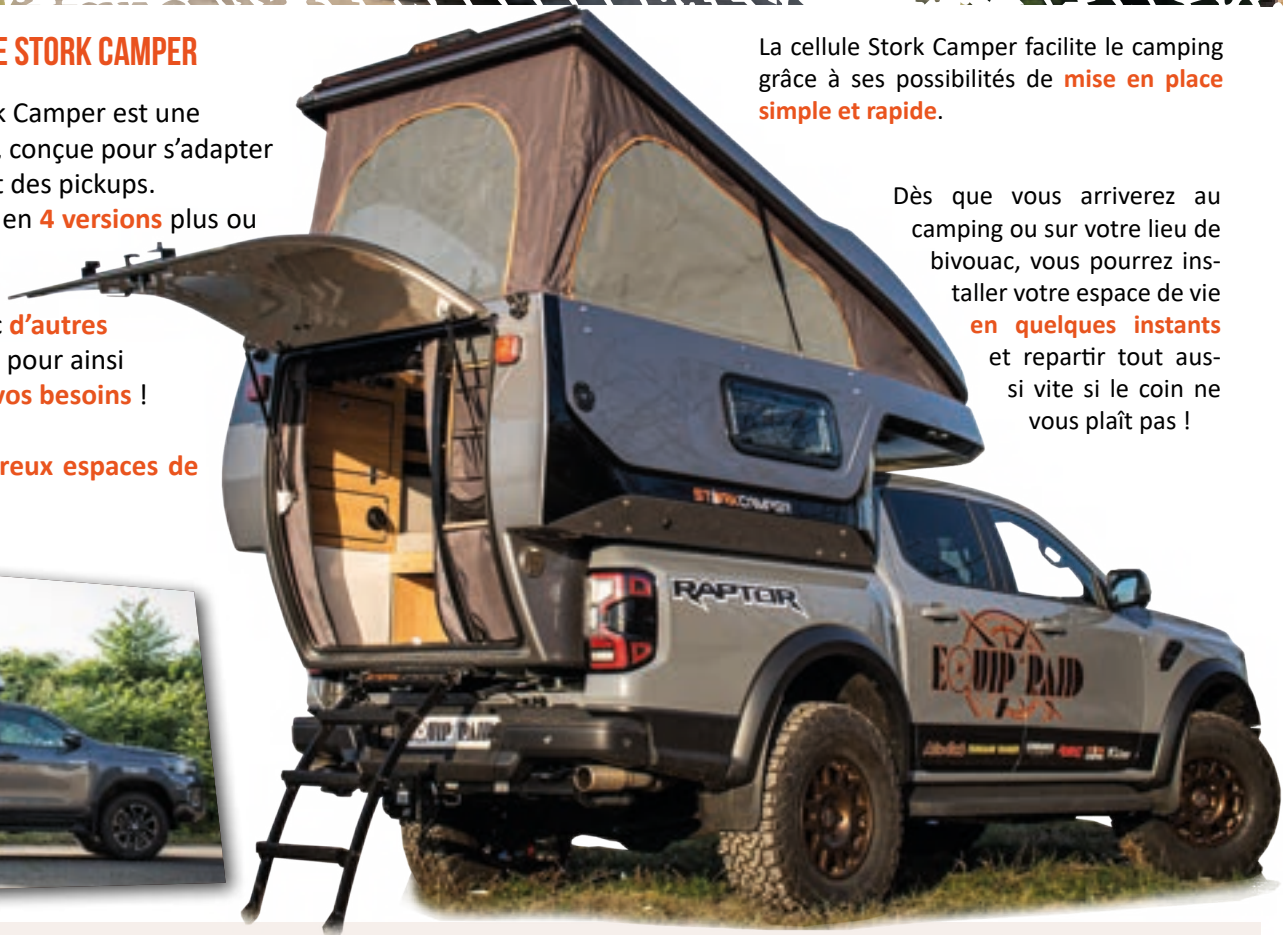 E STORK CAMPER
k Camper est une
, conçue pour s'adapter
t des pickups.
en 4 versions plus ou
c d'autres
pour ainsi
vos besoins !
reux espaces de
La cellule Stork Camper facilite le camping
grâce à ses possibilités de mise en place
simple et rapide.
Dès que vous arriverez au
camping ou sur votre lieu de
bivouac, vous pourrez ins-
taller votre espace de vie
en quelques instants
et repartir tout aus-
si vite si le coin ne
vous plaît pas !
STORKCAMPER
RAPTOR
EQUIP'RAID
EQUIP'RAID